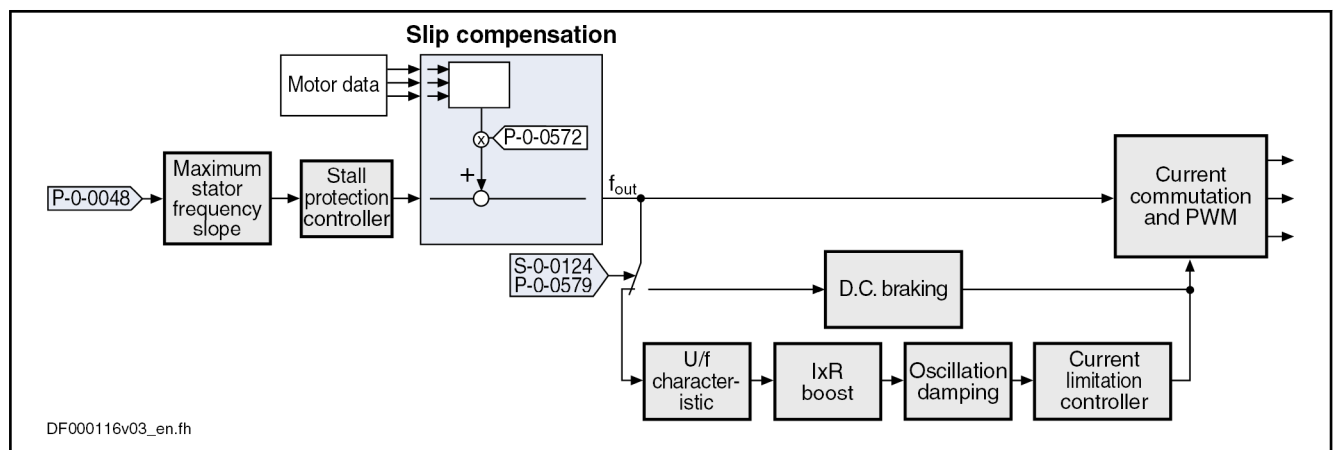 Slip compensation
Motor data
P-0-0572
x
+
P-0-0048
Maximum
stator
frequency
slope
Stall
protection
controller
fout
Current
commutation
and PWM
S-0-0124
P-0-0579
D.C. braking
U/f
character-
istic
IxR
boost
Oscillation
damping
Current
limitation
controller
DF000116v03_en.fh